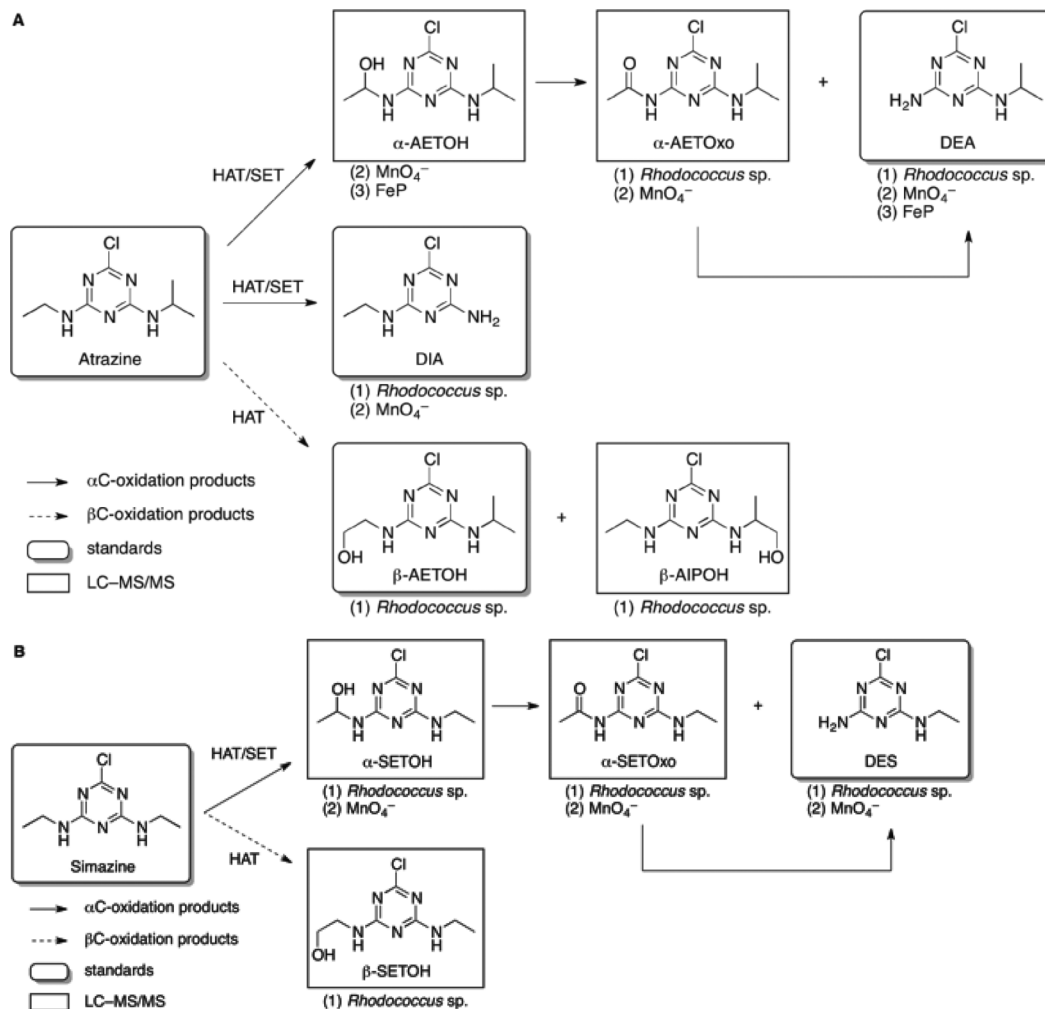 A
Cl
OH
N
N
N
N
H
N
H
α-AETOH
(2) MnO₄⁻
(3) FeP
Cl
O
N
N
N
N
H
N
H
α-AETOxo
(1) Rhodococcus sp.
(2) MnO₄⁻
+
Cl
N
N
H₂N
N
N
H
DEA
(1) Rhodococcus sp.
(2) MnO₄⁻
(3) FeP
HAT/SET
Cl
N
N
N
H
N
N
H
Atrazine
HAT/SET
Cl
N
N
N
H
N
NH₂
DIA
(1) Rhodococcus sp.
(2) MnO₄⁻
HAT
Cl
N
N
N
H
N
N
H
OH
β-AETOH
(1) Rhodococcus sp.
+
Cl
N
N
N
H
N
N
H
HO
β-AIPOH
(1) Rhodococcus sp.
αC-oxidation products
βC-oxidation products
standards
LC–MS/MS
B
Cl
OH
N
N
N
H
N
N
H
α-SETOH
(1) Rhodococcus sp.
(2) MnO₄⁻
Cl
O
N
N
N
H
N
N
H
α-SETOxo
(1) Rhodococcus sp.
(2) MnO₄⁻
+
Cl
N
N
H₂N
N
N
H
DES
(1) Rhodococcus sp.
(2) MnO₄⁻
HAT/SET
Cl
N
N
N
H
N
N
H
Simazine
HAT
Cl
N
N
N
H
N
N
H
OH
β-SETOH
(1) Rhodococcus sp.
αC-oxidation products
βC-oxidation products
standards
LC–MS/MS